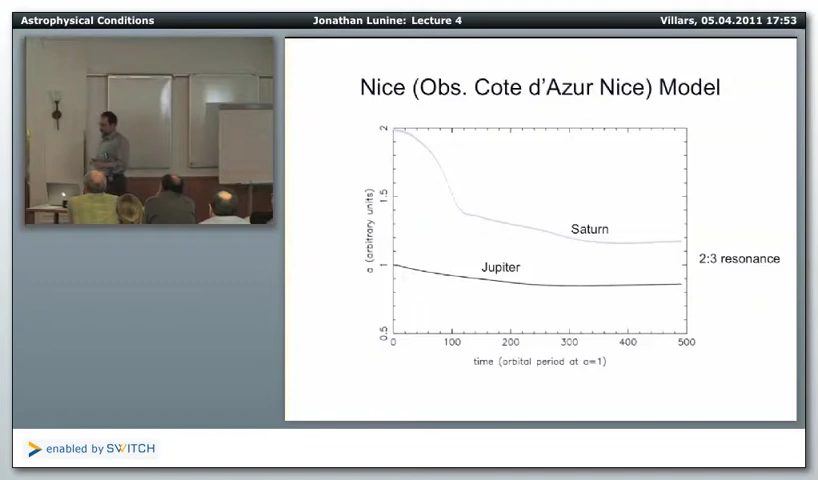 Astrophysical Conditions
Jonathan Lunine: Lecture 4
Villars, 05.04.2011 17:53
Nice (Obs. Cote d'Azur Nice) Model
2
1.5
1
0.5
a (arbitrary units)
Saturn
Jupiter
2:3 resonance
0 100 200 300 400 500
time (orbital period at a=1)
enabled by SWITCH